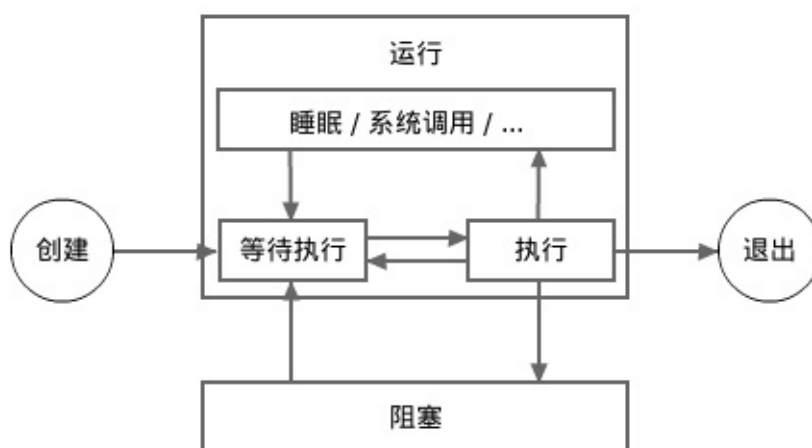 运行
睡眠 / 系统调用 / ...
创建
等待执行
执行
退出
阻塞